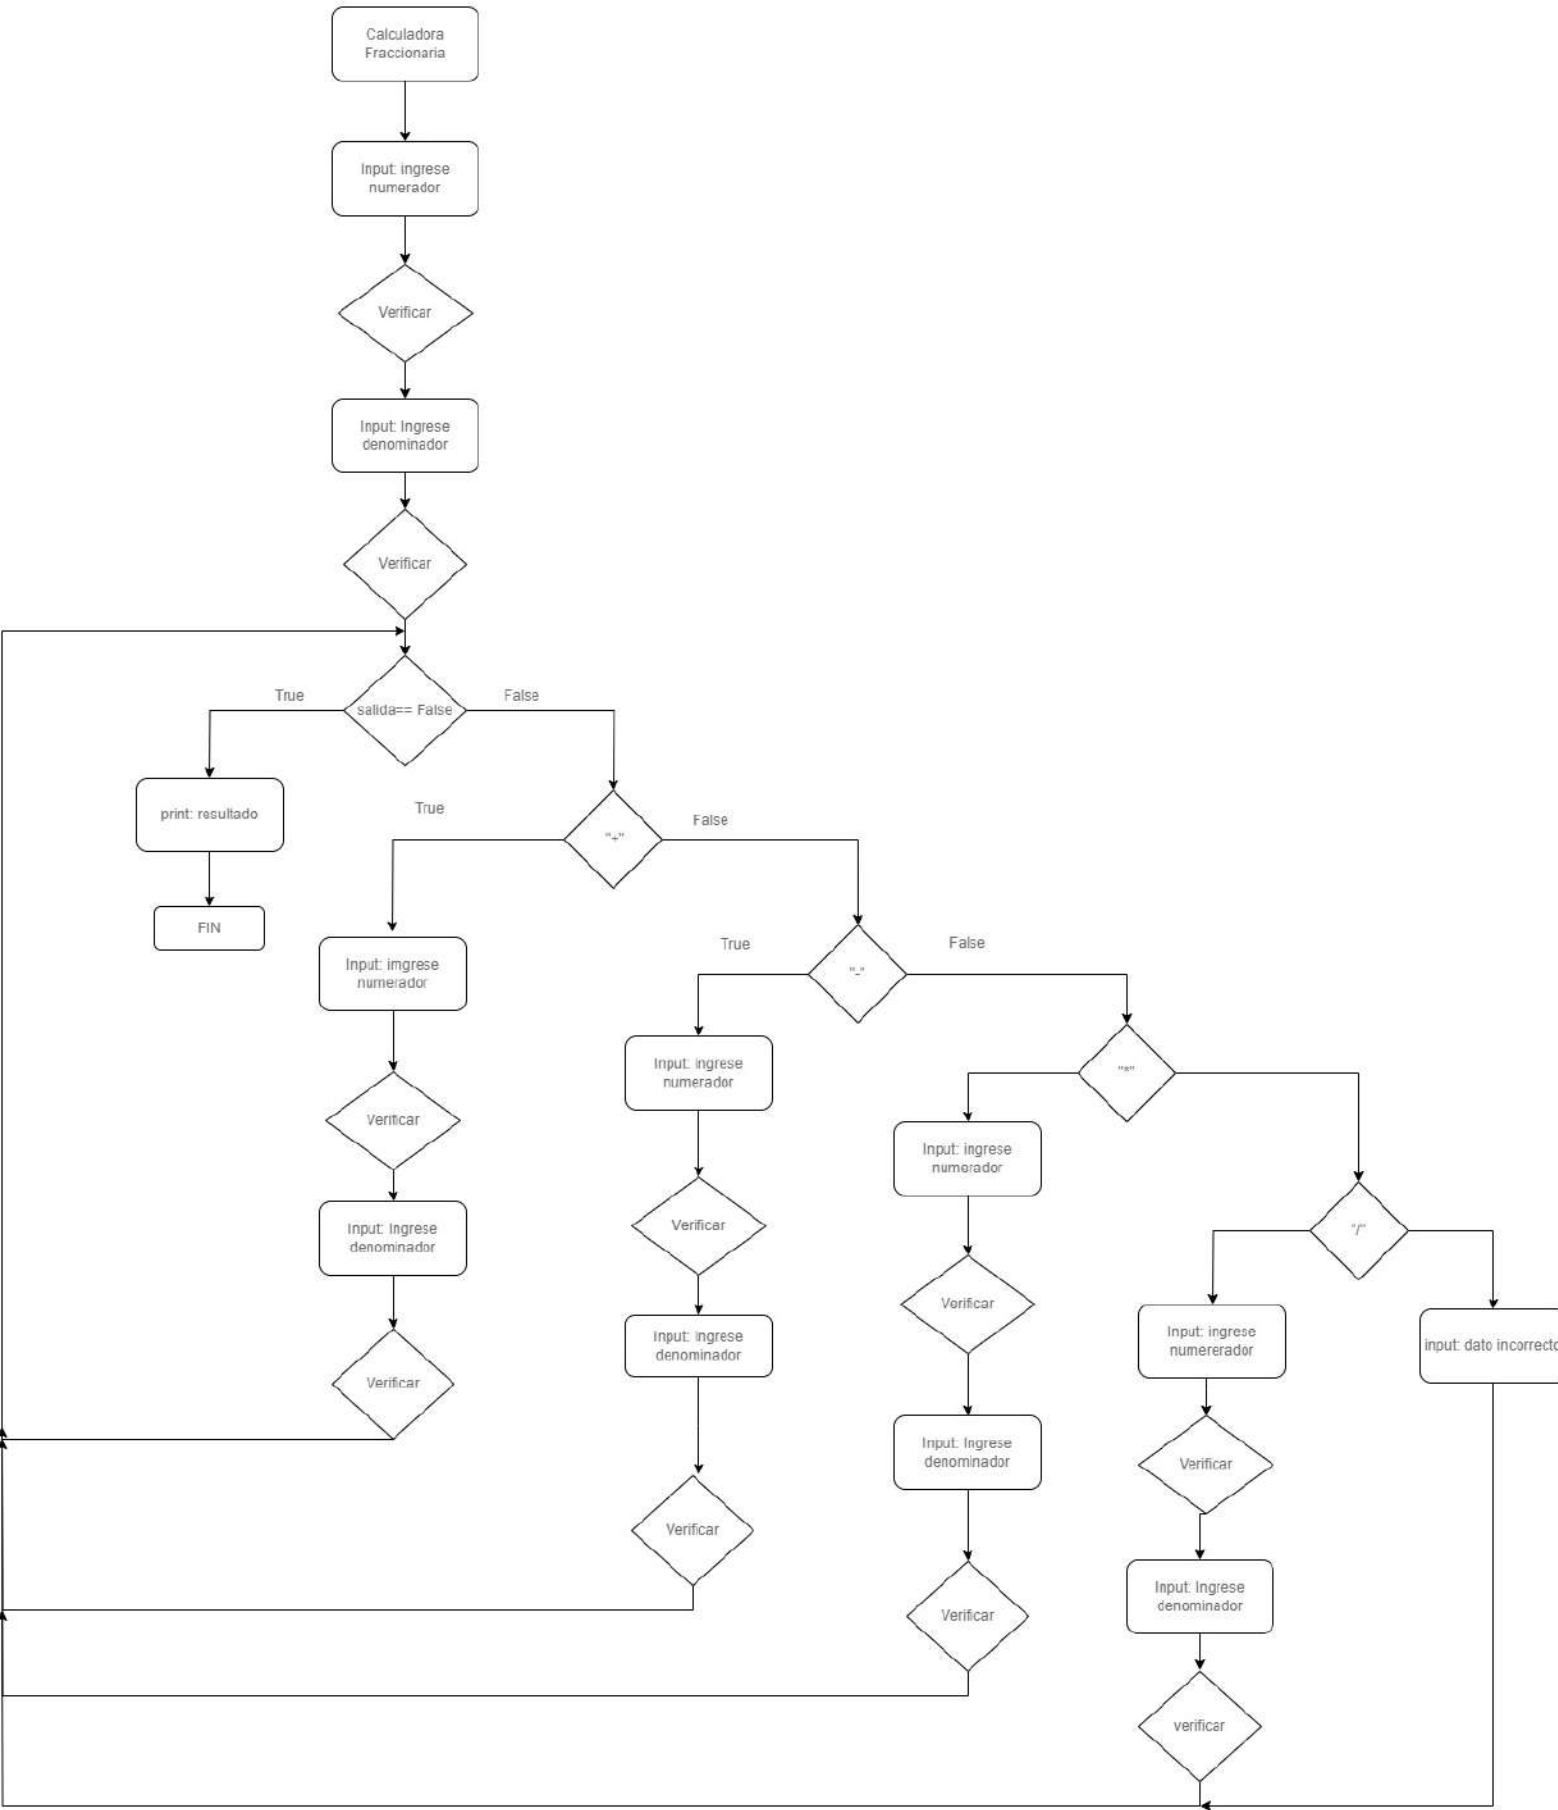 Calculadora
Fraccionaria
Input: ingrese
numerador
Verificar
Input: Ingrese
denominador
Verificar
True
False
salida== False
print: resultado
FIN
True
False
"+"
Input: imgrese
numerador
Verificar
Input: Ingrese
denominador
Verificar
True
False
"-"
Input: ingrese
numerador
Verificar
Input: Ingrese
denominador
Verificar
"*"
Input: ingrese
numerador
Verificar
Input: Ingrese
denominador
Verificar
"/"
Input: ingrese
numererador
Verificar
Input: Ingrese
denominador
verificar
input: dato incorrecto